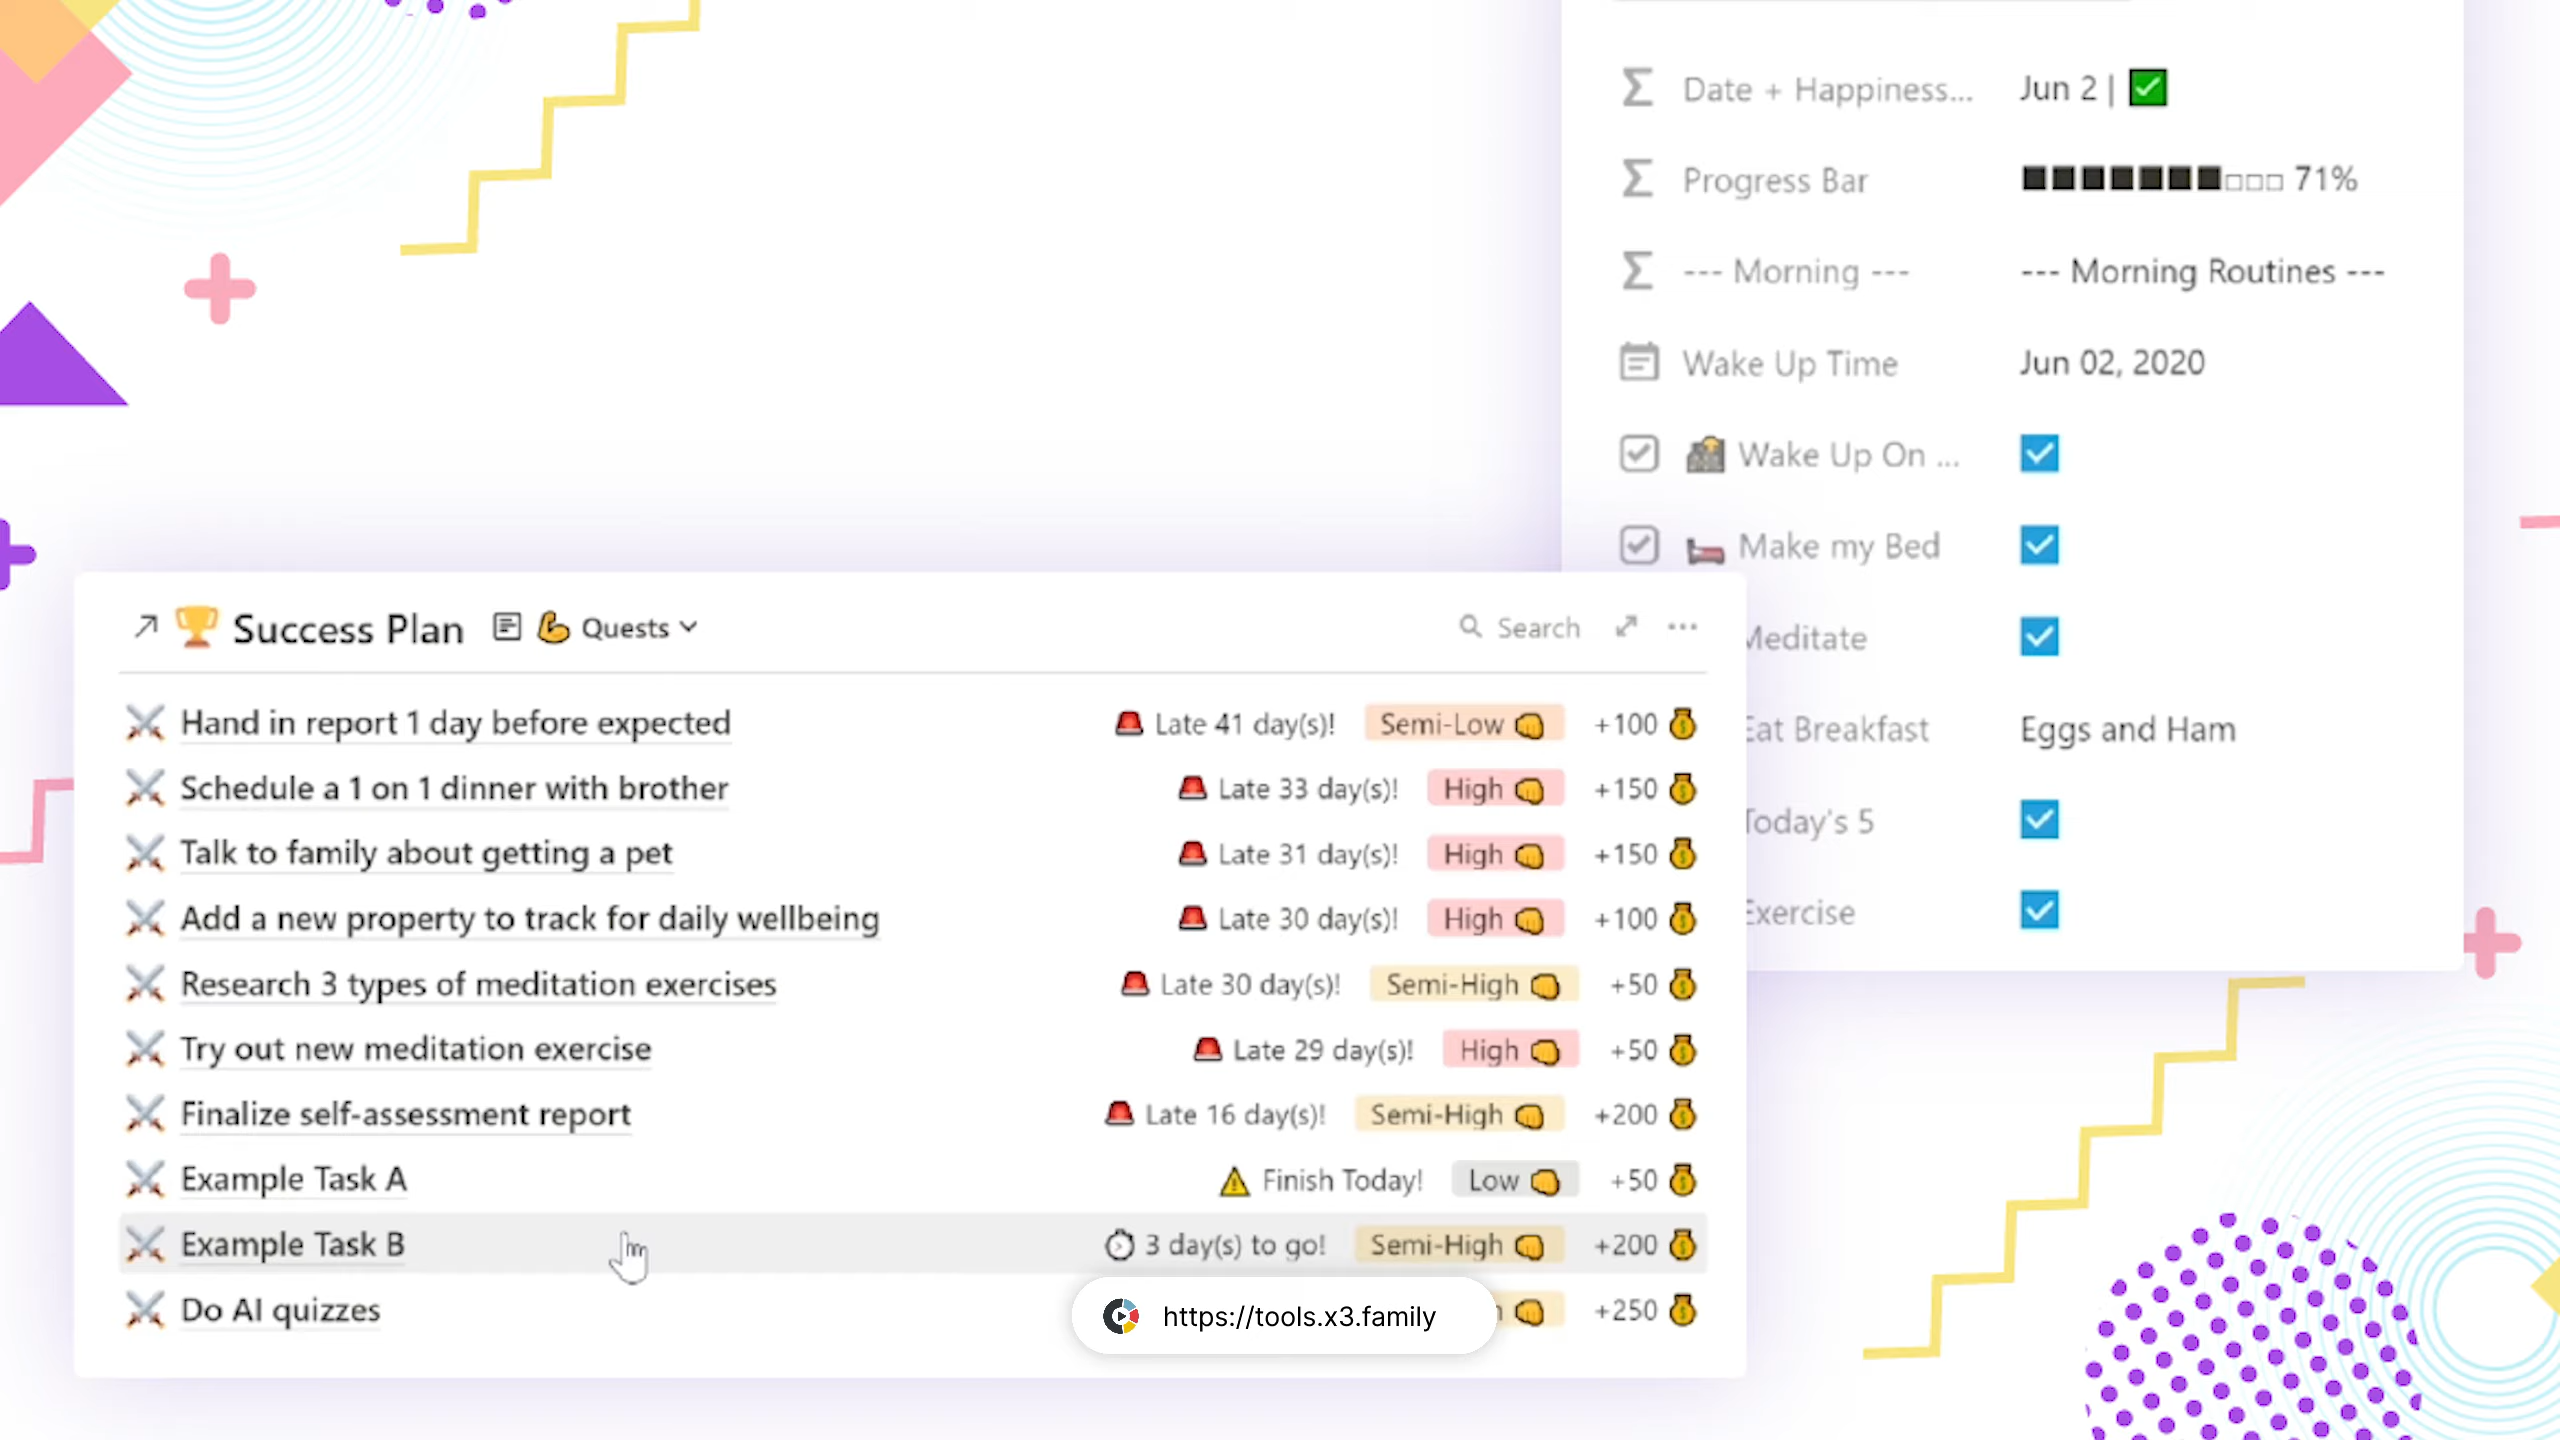 Date + Happiness... Jun 2 |
Progress Bar 71%
--- Morning --- --- Morning Routines ---
Wake Up Time Jun 02, 2020
Wake Up On ...
Make my Bed
Meditate
Eat Breakfast Eggs and Ham
Today's 5
Exercise
Success Plan Quests Search
Hand in report 1 day before expected Late 41 day(s)! Semi-Low +100
Schedule a 1 on 1 dinner with brother Late 33 day(s)! High +150
Talk to family about getting a pet Late 31 day(s)! High +150
Add a new property to track for daily wellbeing Late 30 day(s)! High +100
Research 3 types of meditation exercises Late 30 day(s)! Semi-High +50
Try out new meditation exercise Late 29 day(s)! High +50
Finalize self-assessment report Late 16 day(s)! Semi-High +200
Example Task A Finish Today! Low +50
Example Task B 3 day(s) to go! Semi-High +200
Do AI quizzes +250
https://tools.x3.family